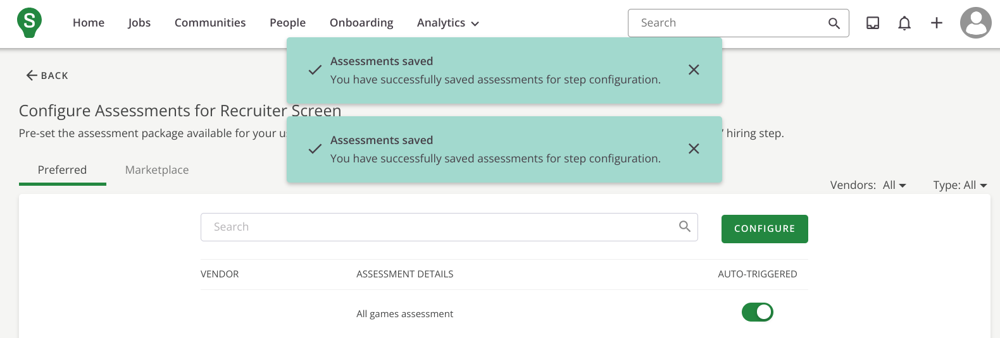 S
Home Jobs Communities People Onboarding Analytics Search
Assessments saved
You have successfully saved assessments for step configuration.
BACK
Configure Assessments for Recruiter Screen
Assessments saved
Pre-set the assessment package available for your hiring step.
You have successfully saved assessments for step configuration.
Preferred Marketplace
Vendors: All Type: All
Search CONFIGURE
VENDOR ASSESSMENT DETAILS AUTO-TRIGGERED
All games assessment